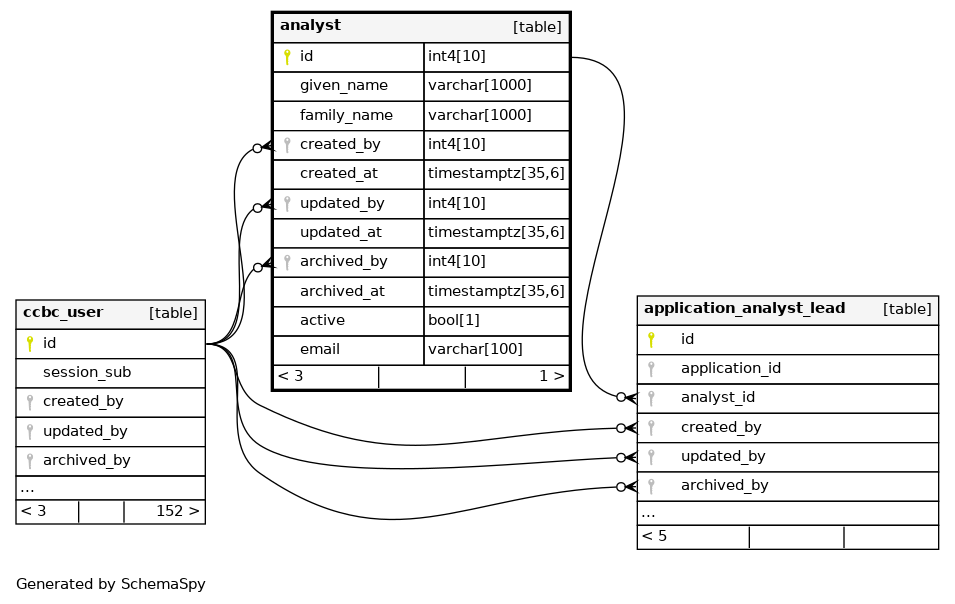 analyst [table]
id int4[10]
given_name varchar[1000]
family_name varchar[1000]
created_by int4[10]
created_at timestamptz[35,6]
updated_by int4[10]
updated_at timestamptz[35,6]
archived_by int4[10]
archived_at timestamptz[35,6]
active bool[1]
email varchar[100]
< 3 1 >
ccbc_user [table]
id
session_sub
created_by
updated_by
archived_by
...
< 3 152 >
application_analyst_lead [table]
id
application_id
analyst_id
created_by
updated_by
archived_by
...
< 5
Generated by SchemaSpy